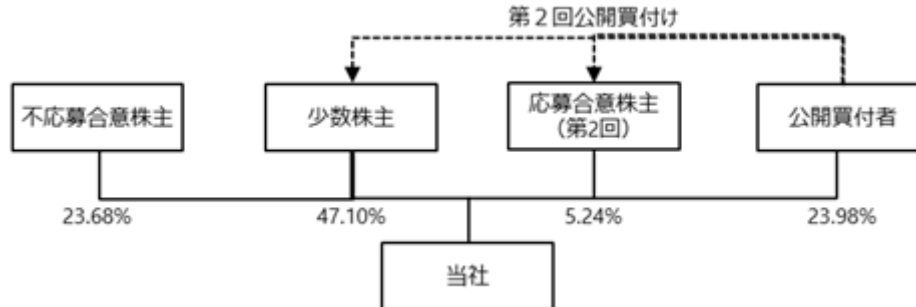 第２回公開買付け
不応募合意株主
少数株主
応募合意株主
（第2回）
公開買付者
23.68%
47.10%
5.24%
23.98%
当社